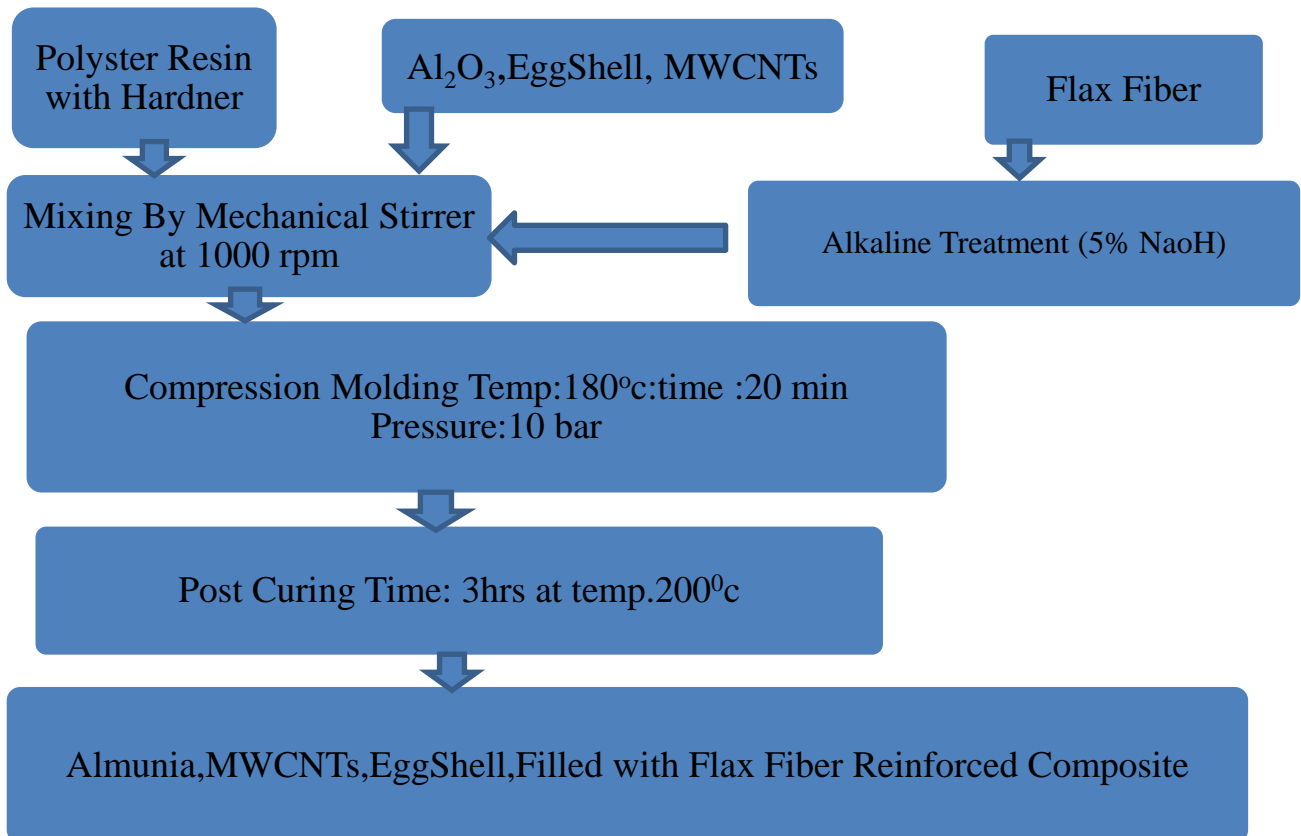 Polyster Resin
with Hardner
Al₂O₃,EggShell, MWCNTs
Flax Fiber
Mixing By Mechanical Stirrer
at 1000 rpm
Alkaline Treatment (5% NaoH)
Compression Molding Temp:180ᵒc:time :20 min
Pressure:10 bar
Post Curing Time: 3hrs at temp.200⁰c
Almunia,MWCNTs,EggShell,Filled with Flax Fiber Reinforced Composite